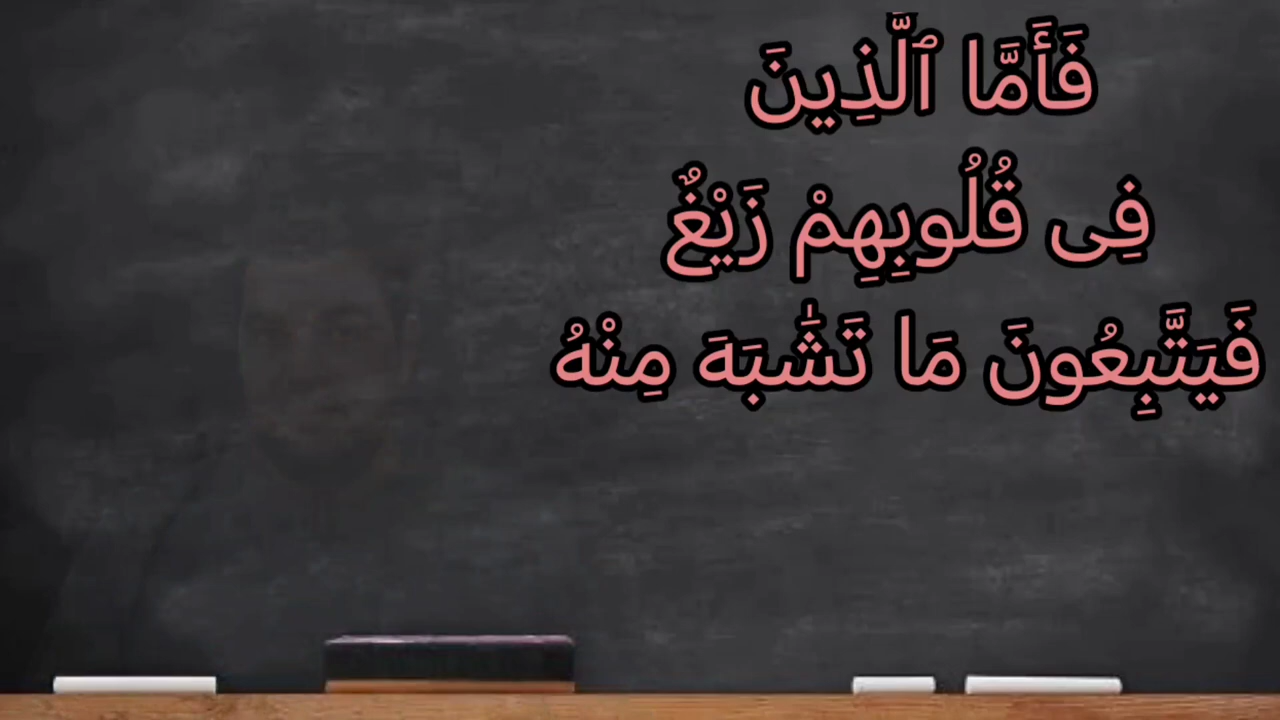 فَأَمَّا ٱلَّذِينَ
فِى قُلُوبِهِمْ زَيْغٌ
فَيَتَّبِعُونَ مَا تَشَٰبَهَ مِنْهُ